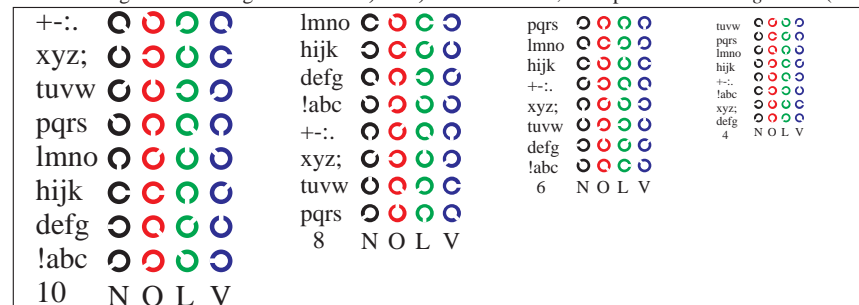 +-:.
xyz;
tuvw
pqrs
lmno
hijk
defg
!abc
10 N O L V
lmno
hijk
defg
!abc
+-:.
xyz;
tuvw
pqrs
8 N O L V
pqrs
lmno
hijk
+-:.
xyz;
tuvw
defg
!abc
6 N O L V
tuvw
pqrs
lmno
hijk
+-:.
!abc
xyz;
defg
4 N O L V